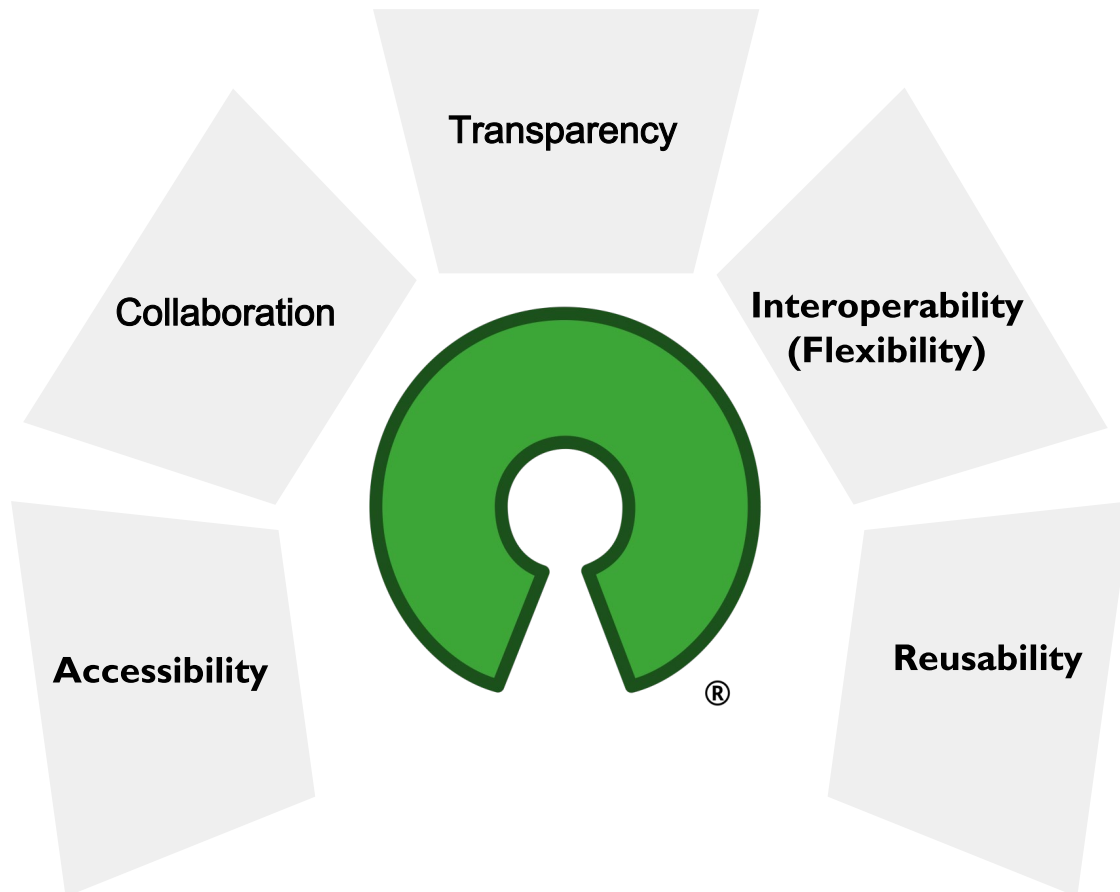 Transparency
Collaboration
Interoperability
(Flexibility)
Accessibility
Reusability
®